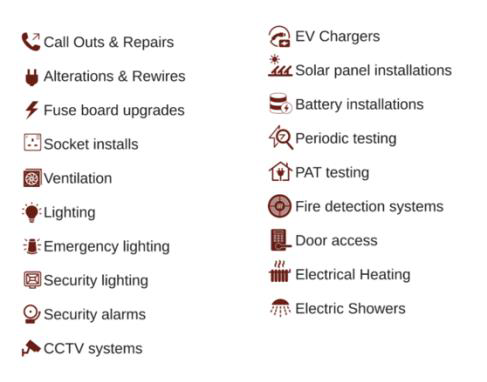 Call Outs & Repairs
Alterations & Rewires
Fuse board upgrades
Socket installs
Ventilation
Lighting
Emergency lighting
Security lighting
Security alarms
CCTV systems
EV Chargers
Solar panel installations
Battery installations
Periodic testing
PAT testing
Fire detection systems
Door access
Electrical Heating
Electric Showers